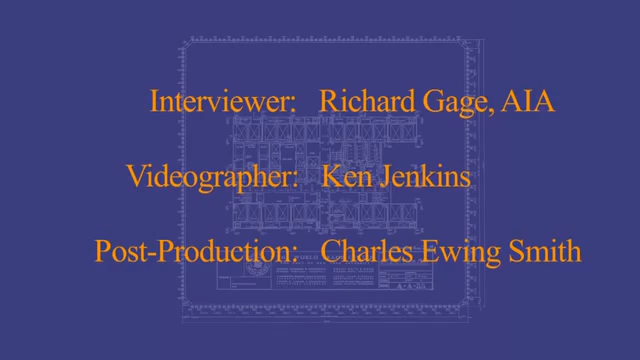 Interviewer: Richard Gage, AIA
Videographer: Ken Jenkins
Post-Production: Charles Ewing Smith